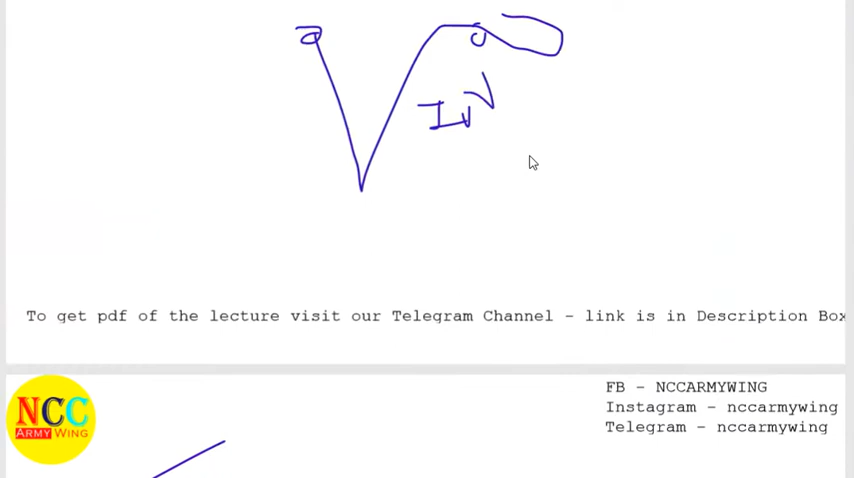 To get pdf of the lecture visit our Telegram Channel - link is in Description Box
FB - NCCARMYWING
Instagram - nccarmywing
Telegram - nccarmywing
NCC
ARMY WING